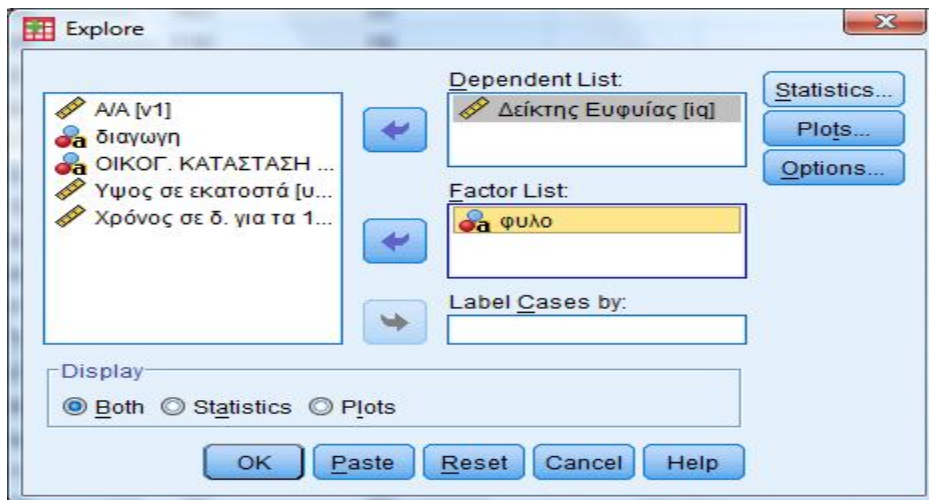 Explore
A/A [v1]
διαγωγη
ΟΙΚΟΓ. ΚΑΤΑΣΤΑΣΗ ...
Υψος σε εκατοστά [υ...
Χρόνος σε δ. για τα 1...
Dependent List:
Δείκτης Ευφυίας [iq]
Factor List:
φυλο
Label Cases by:
Statistics...
Plots...
Options...
Display
Both
Statistics
Plots
OK
Paste
Reset
Cancel
Help